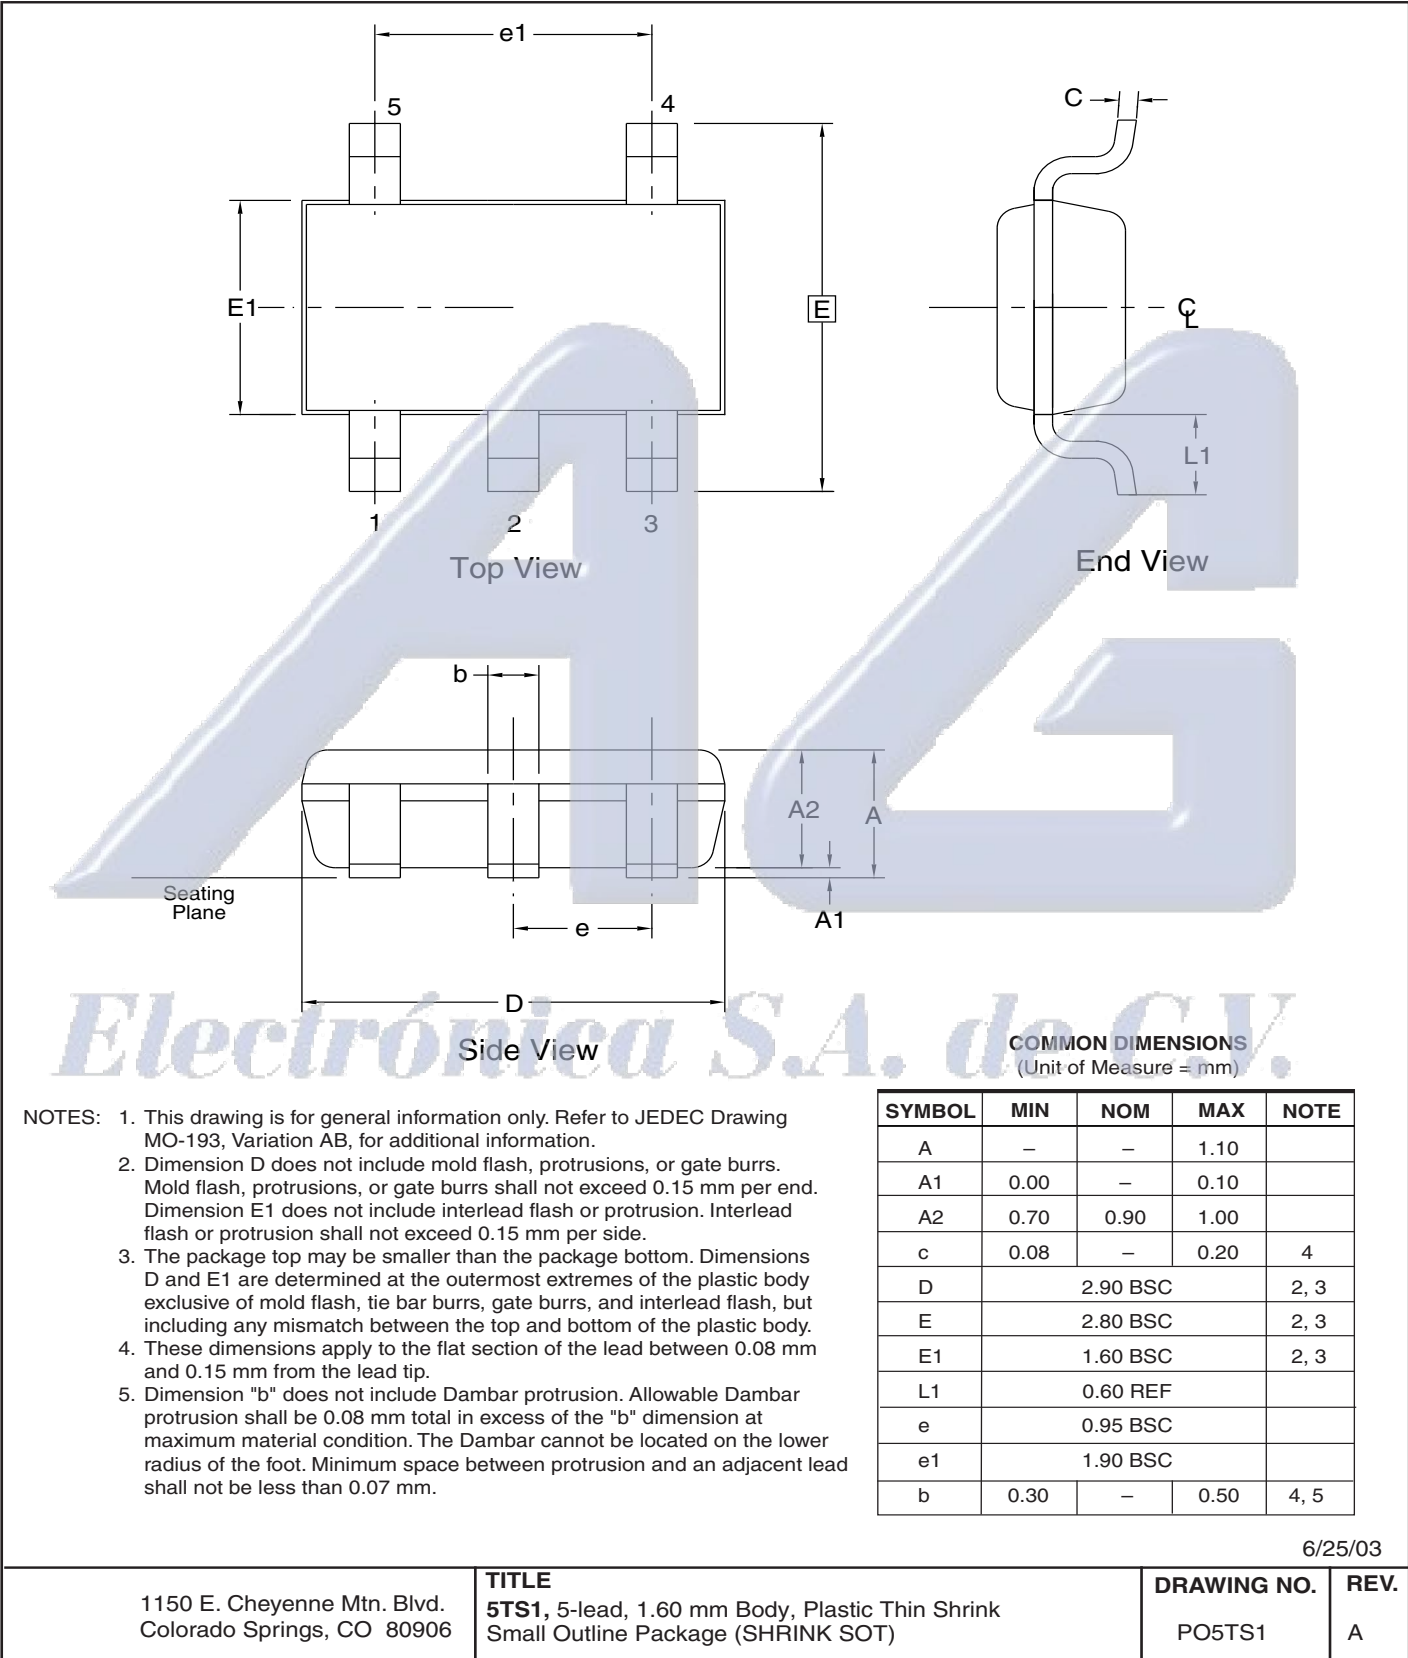 e1
5
4
C
E1
E
C
L
L1
1
2
3
Top View
End View
b
A2
A
Seating
Plane
A1
e
D
Side View
Electrónica S.A. de C.V.
AG
COMMON DIMENSIONS
(Unit of Measure = mm)
SYMBOL MIN NOM MAX NOTE
A – – 1.10
A1 0.00 – 0.10
A2 0.70 0.90 1.00
c 0.08 – 0.20 4
D 2.90 BSC 2, 3
E 2.80 BSC 2, 3
E1 1.60 BSC 2, 3
L1 0.60 REF
e 0.95 BSC
e1 1.90 BSC
b 0.30 – 0.50 4, 5
NOTES: 1. This drawing is for general information only. Refer to JEDEC Drawing
MO-193, Variation AB, for additional information.
2. Dimension D does not include mold flash, protrusions, or gate burrs.
Mold flash, protrusions, or gate burrs shall not exceed 0.15 mm per end.
Dimension E1 does not include interlead flash or protrusion. Interlead
flash or protrusion shall not exceed 0.15 mm per side.
3. The package top may be smaller than the package bottom. Dimensions
D and E1 are determined at the outermost extremes of the plastic body
exclusive of mold flash, tie bar burrs, gate burrs, and interlead flash, but
including any mismatch between the top and bottom of the plastic body.
4. These dimensions apply to the flat section of the lead between 0.08 mm
and 0.15 mm from the lead tip.
5. Dimension "b" does not include Dambar protrusion. Allowable Dambar
protrusion shall be 0.08 mm total in excess of the "b" dimension at
maximum material condition. The Dambar cannot be located on the lower
radius of the foot. Minimum space between protrusion and an adjacent lead
shall not be less than 0.07 mm.
6/25/03
1150 E. Cheyenne Mtn. Blvd.
Colorado Springs, CO 80906
TITLE
5TS1, 5-lead, 1.60 mm Body, Plastic Thin Shrink
Small Outline Package (SHRINK SOT)
DRAWING NO.
PO5TS1
REV.
A